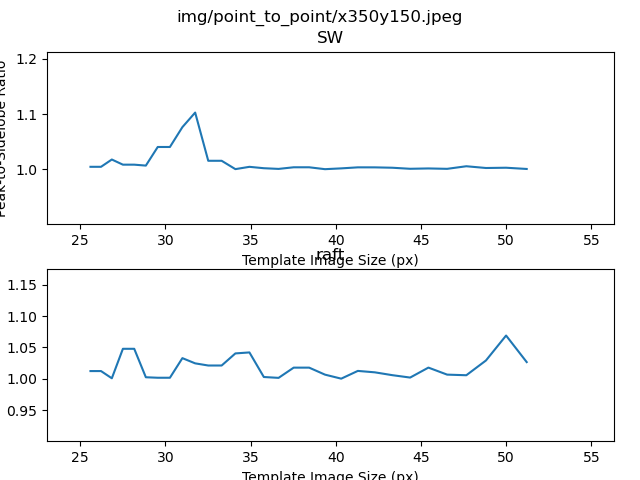 img/point_to_point/x350y150.jpeg
SW
Peak-to-Sidelobe Ratio
1.2
1.1
1.0
25 30 35 40 45 50 55
Template Image Size (px)
raft
1.15
1.10
1.05
1.00
0.95
25 30 35 40 45 50 55
Template Image Size (px)